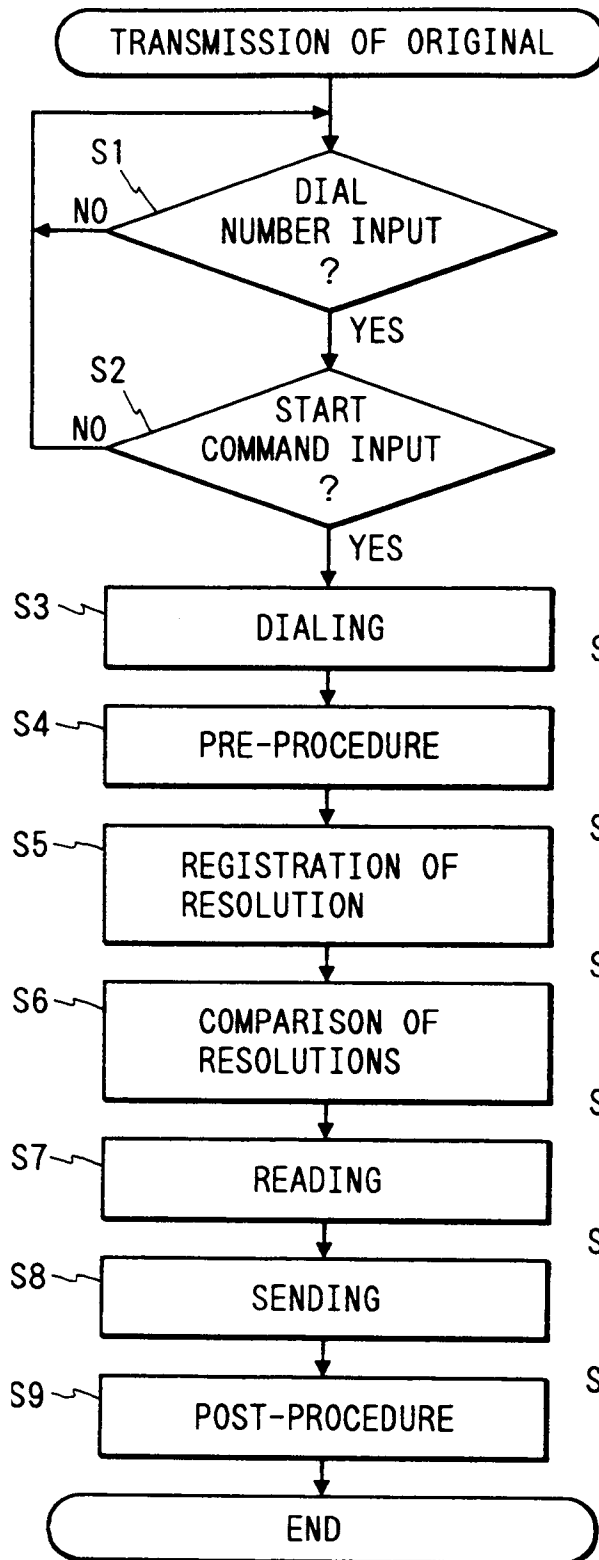 TRANSMISSION OF ORIGINAL
S1
DIAL
NUMBER INPUT
?
NO
YES
S2
START
COMMAND INPUT
?
NO
YES
S3
DIALING
S
S4
PRE-PROCEDURE
S5
REGISTRATION OF
RESOLUTION
S
S6
COMPARISON OF
RESOLUTIONS
S
S
S7
READING
S
S8
SENDING
S9
POST-PROCEDURE
S
END